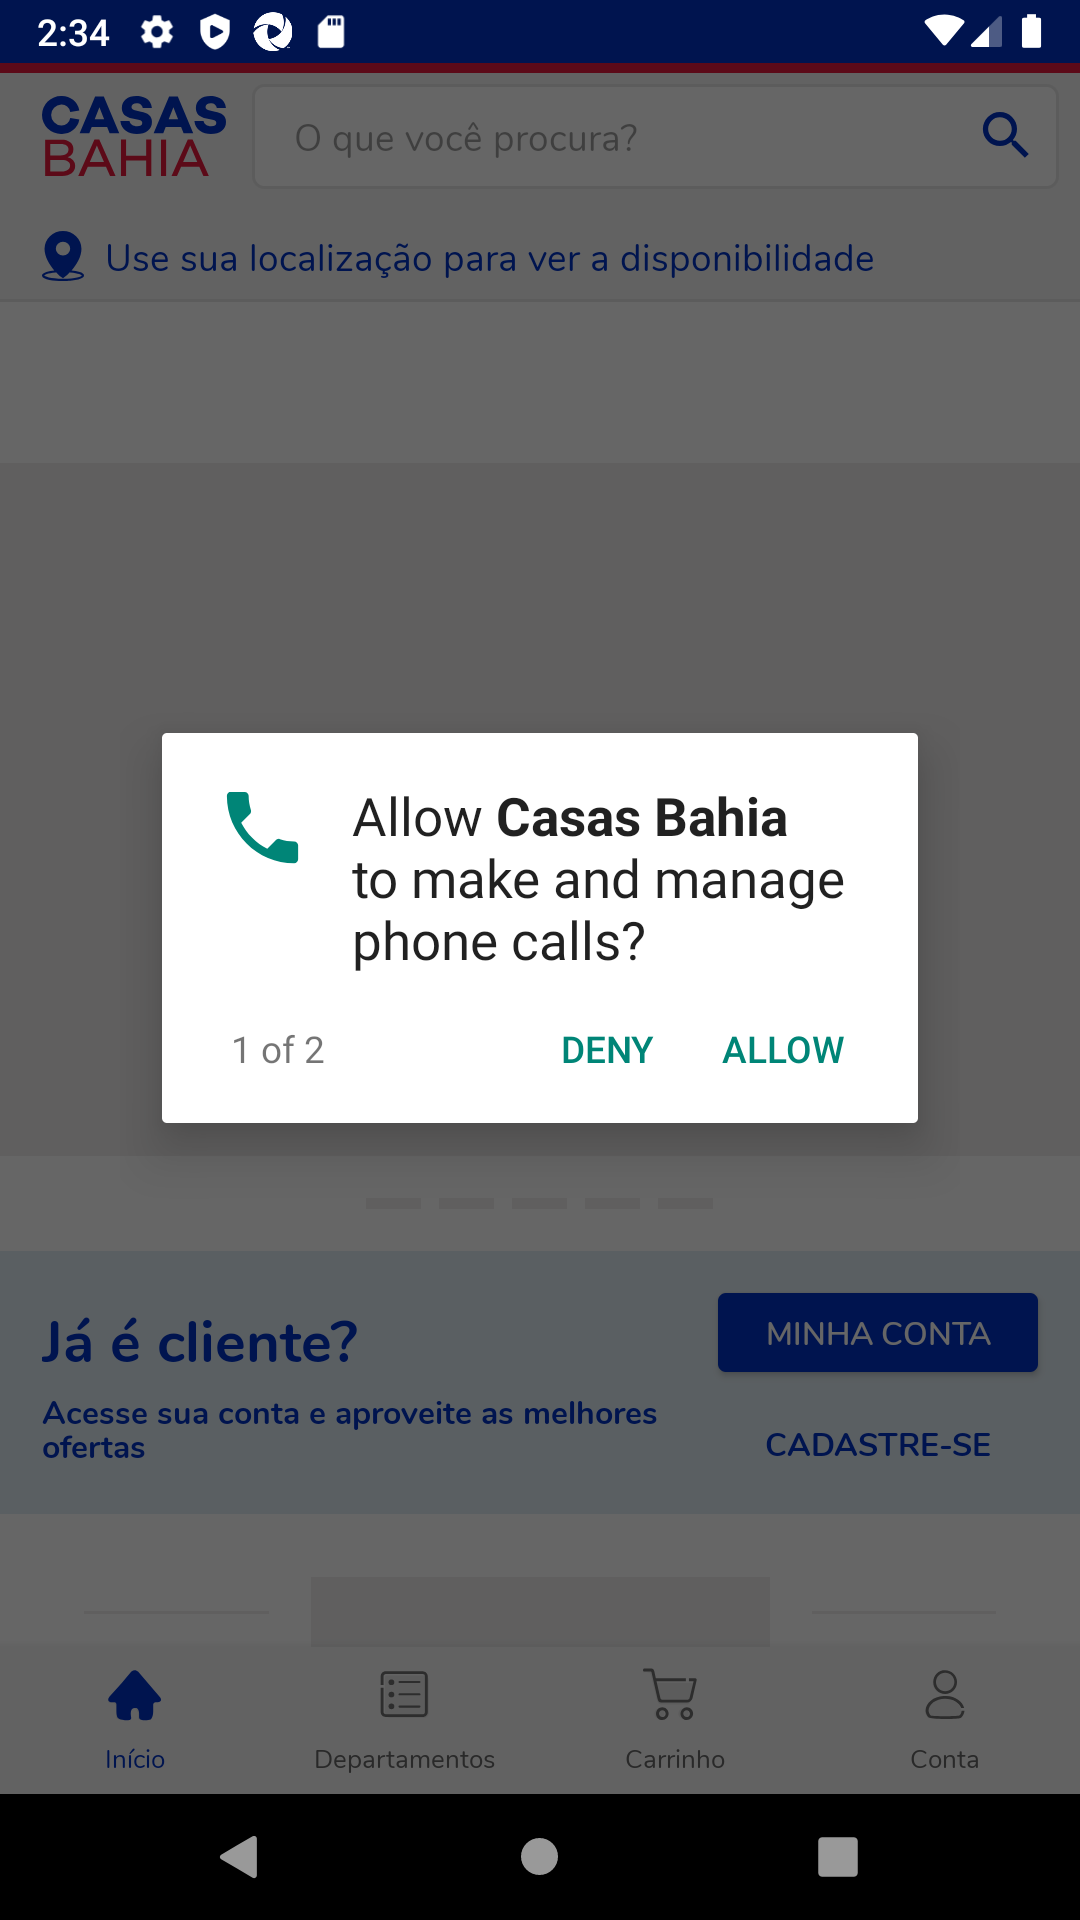 2:34
CASAS
BAHIA
O que você procura?
Use sua localização para ver a disponibilidade
Allow Casas Bahia
to make and manage
phone calls?
1 of 2
DENY
ALLOW
Já é cliente?
MINHA CONTA
Acesse sua conta e aproveite as melhores
ofertas
CADASTRE-SE
Início
Departamentos
Carrinho
Conta